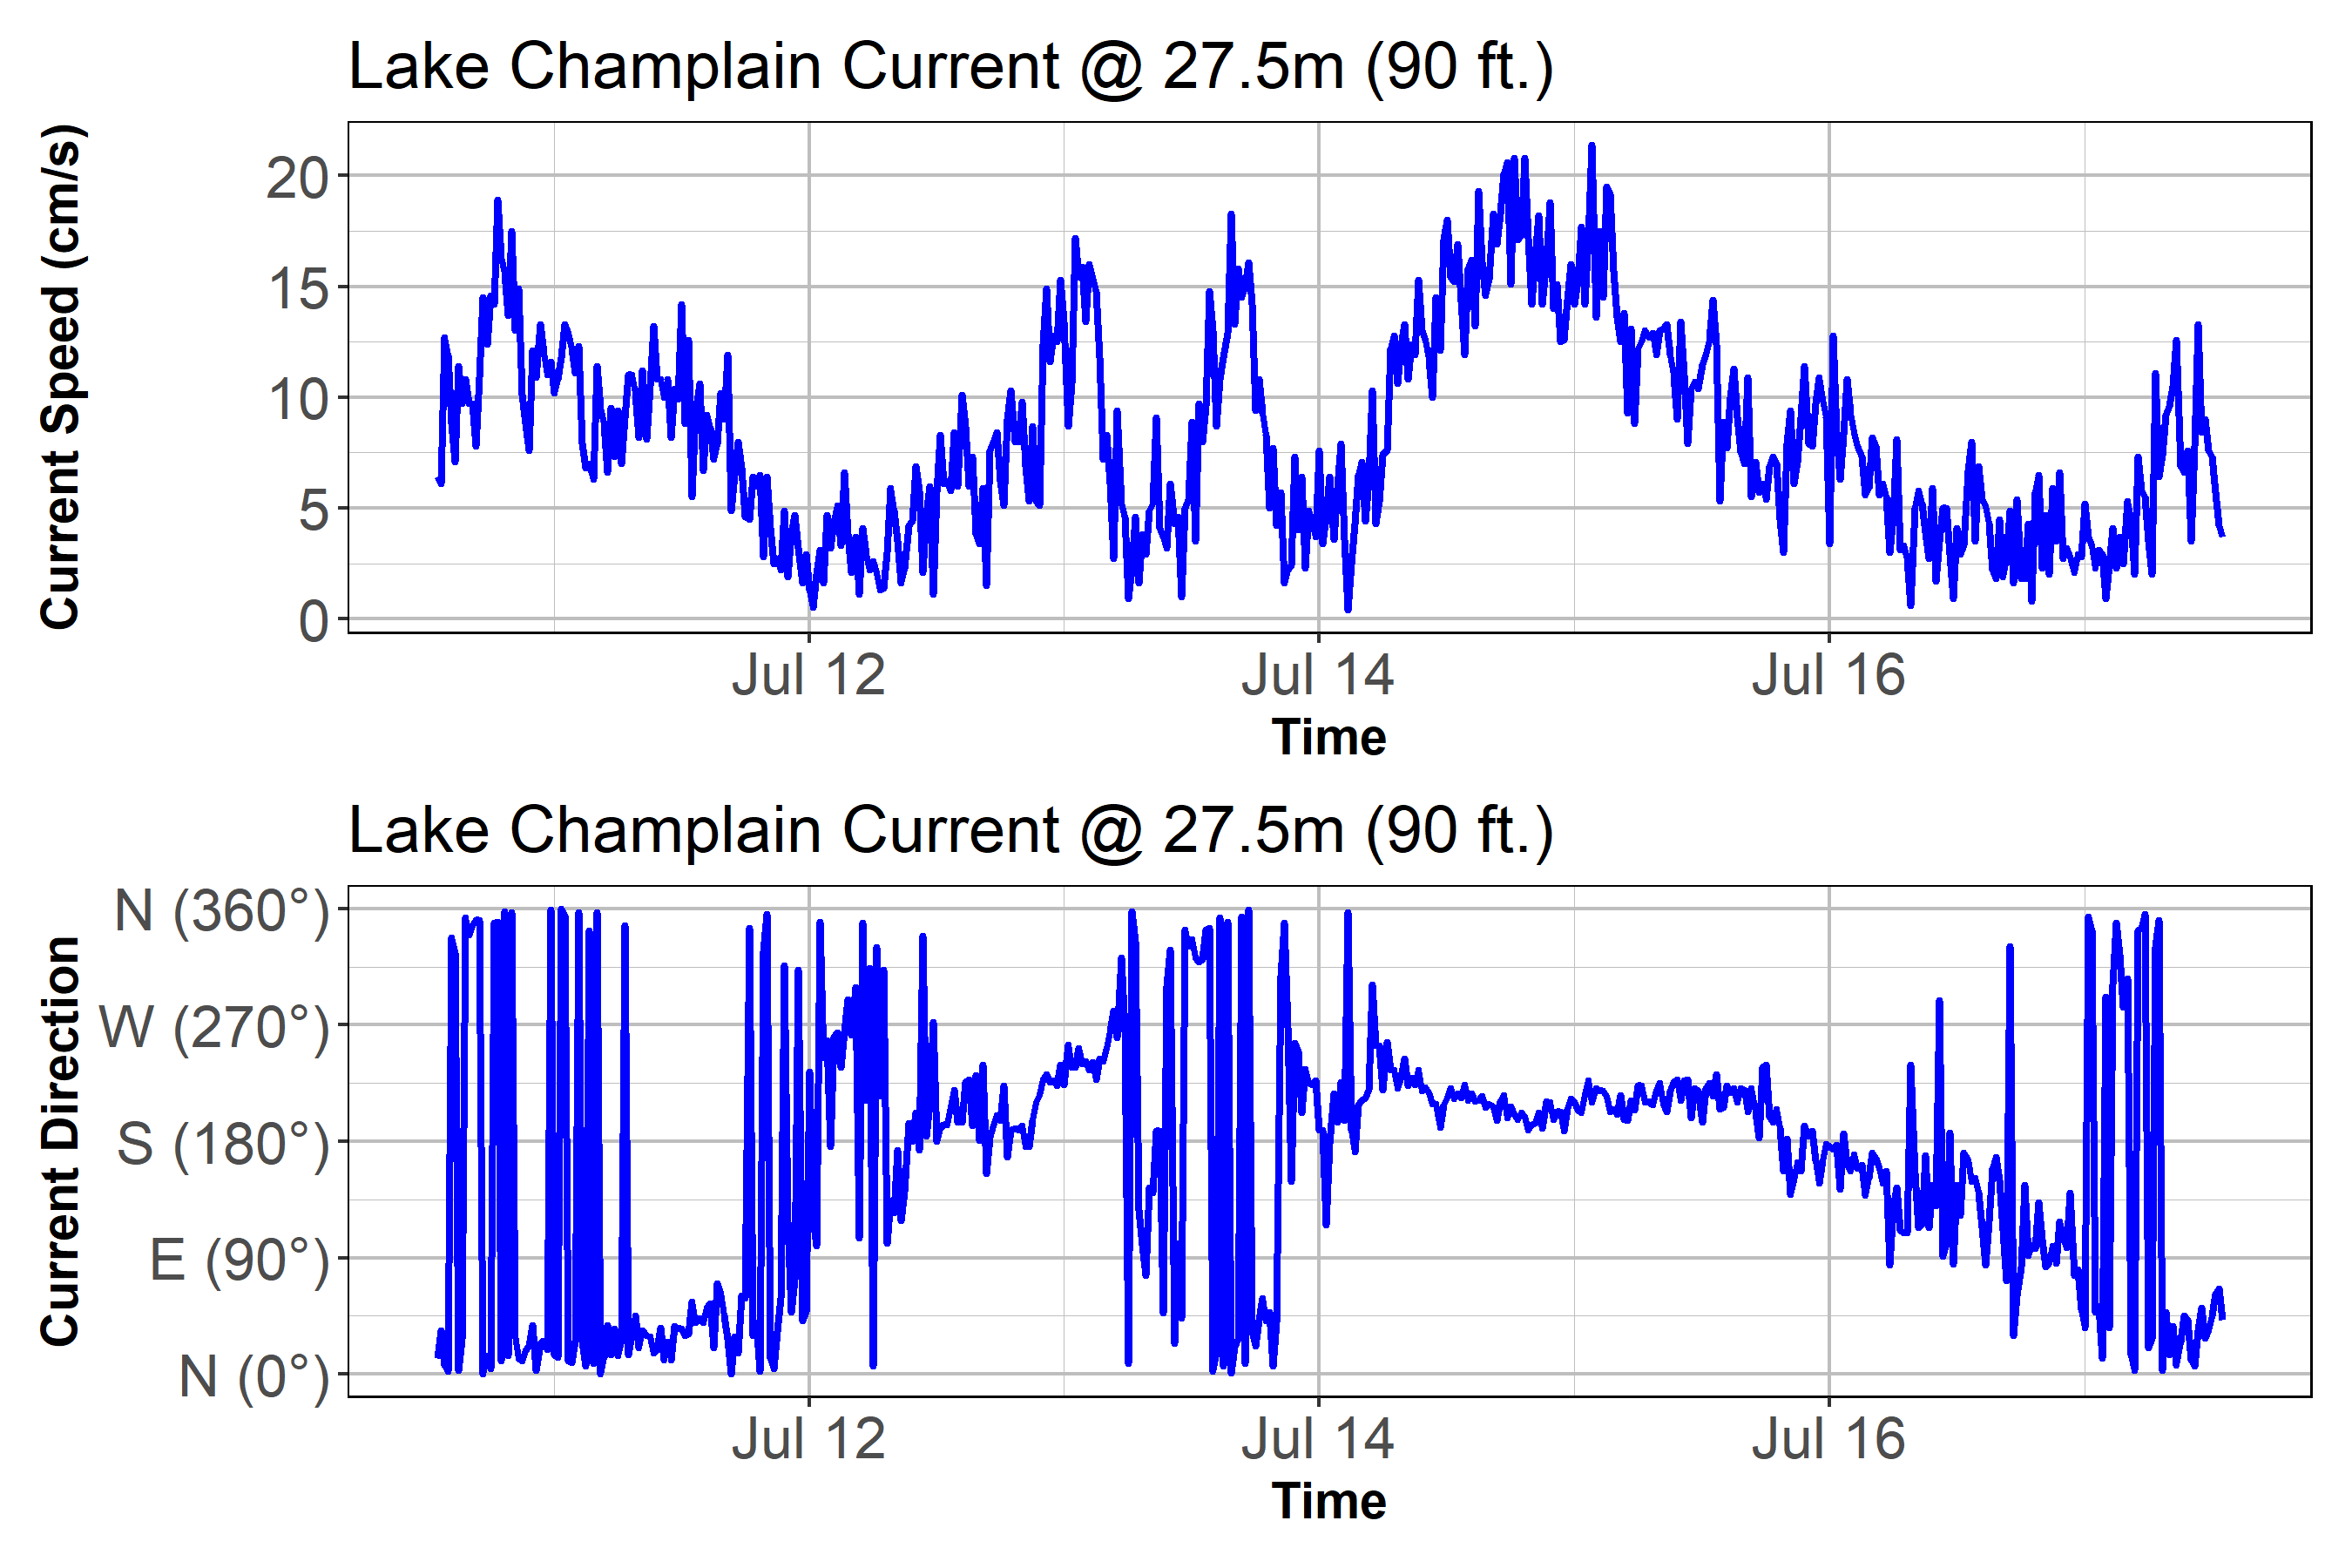 Lake Champlain Current @ 27.5m (90 ft.)
Current Speed (cm/s)
20
15
10
5
0
Jul 12
Jul 14
Jul 16
Time
Lake Champlain Current @ 27.5m (90 ft.)
Current Direction
N (360°)
W (270°)
S (180°)
E (90°)
N (0°)
Jul 12
Jul 14
Jul 16
Time